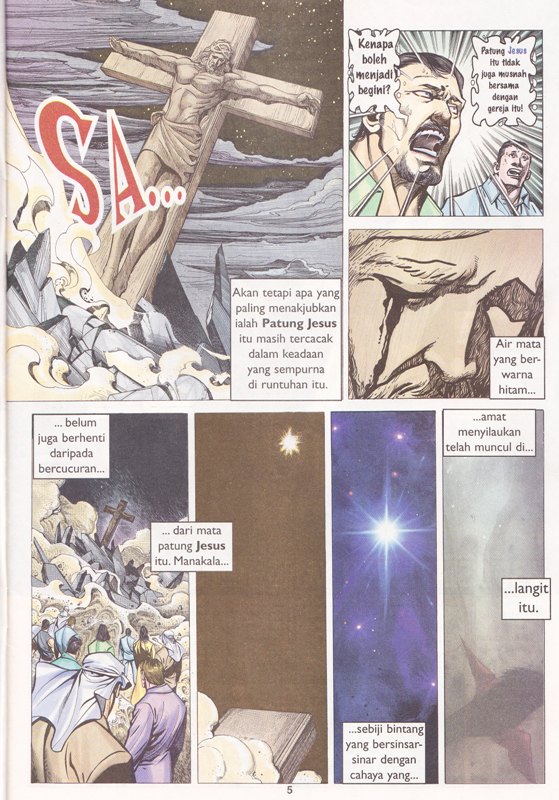 SA...
Akan tetapi apa yang
paling menakjubkan
ialah Patung Jesus
itu masih tercacak
dalam keadaan
yang sempurna
di runtuhan itu.
Kenapa
boleh
menjadi
begini?
Patung Jesus
itu tidak
juga musnah
bersama
dengan
gereja itu!
Air mata
yang ber-
warna
hitam...
... belum
juga berhenti
daripada
bercucuran...
... dari mata
patung Jesus
itu. Manakala...
...sebiji bintang
yang bersinsar-
sinar dengan
cahaya yang...
...amat
menyilaukan
telah muncul di...
...langit
itu.
5